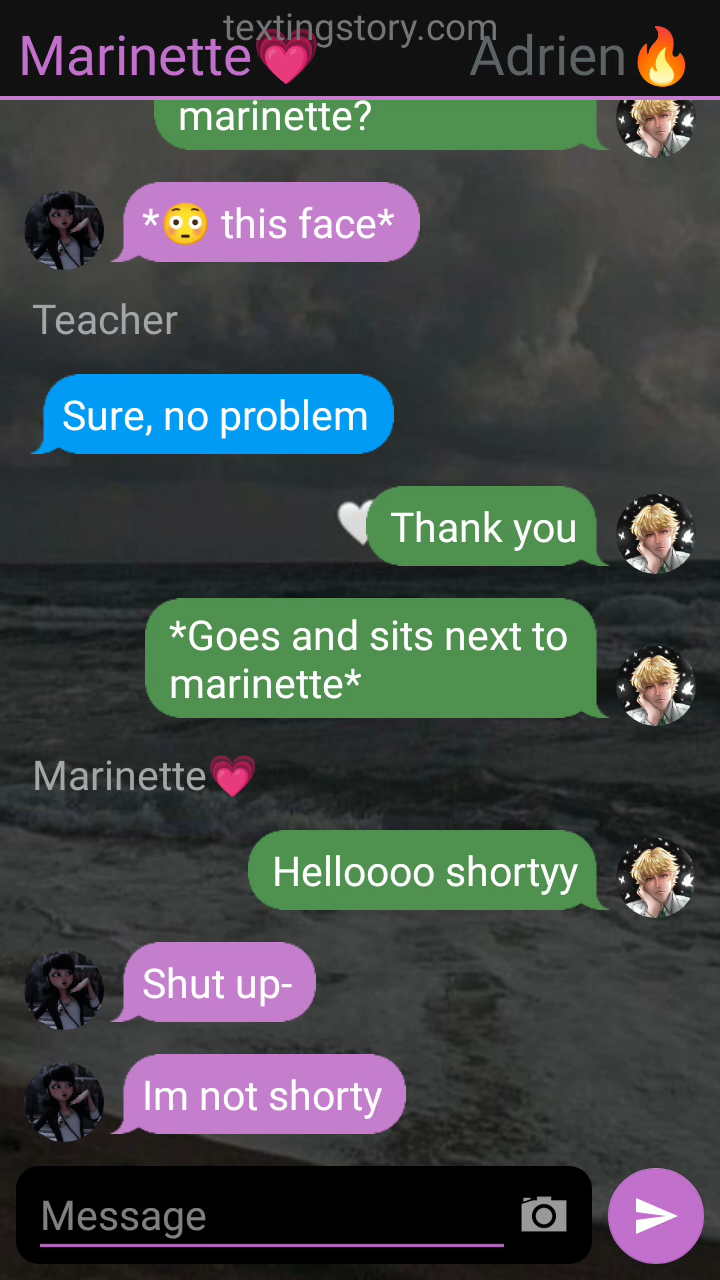 textingstory.com
Marinette💗 Adrien🔥
marinette?
*😳 this face*
Teacher
Sure, no problem
🤍 Thank you
*Goes and sits next to
marinette*
Marinette💗
Helloooo shortyy
Shut up-
Im not shorty
Message